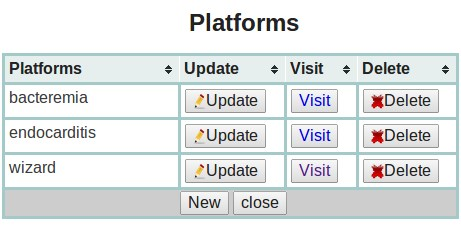 Platforms
Platforms Update Visit Delete
bacteremia Update Visit Delete
endocarditis Update Visit Delete
wizard Update Visit Delete
New close